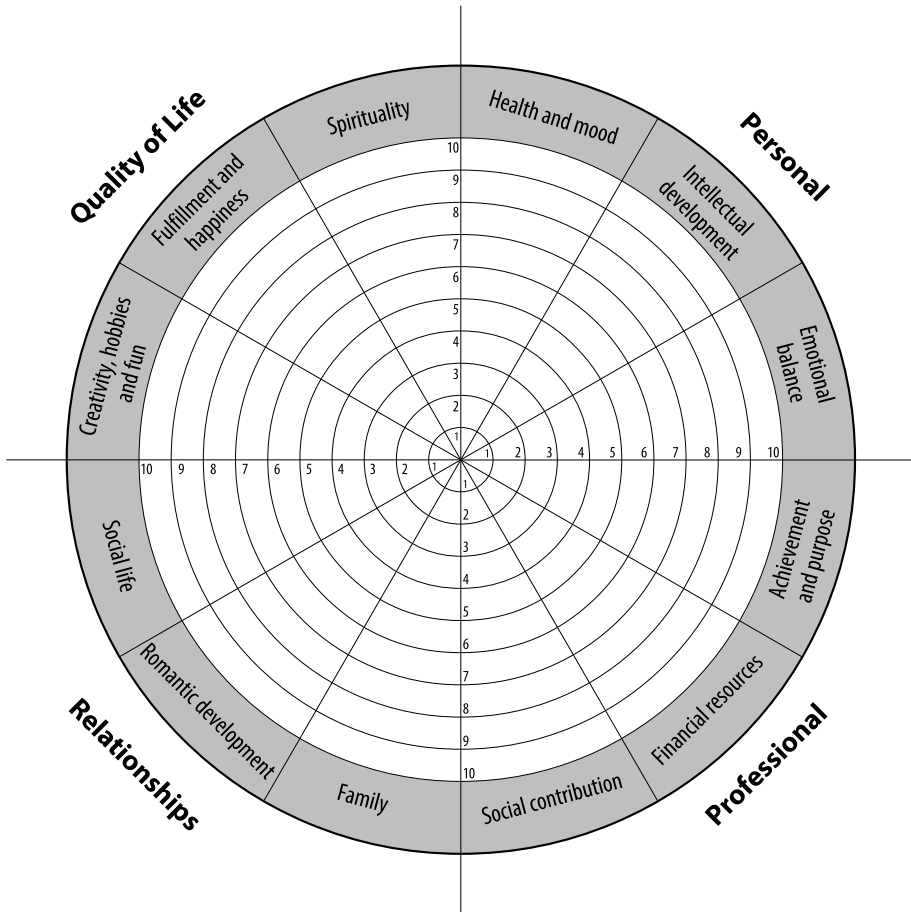 Quality of Life
Personal
Relationships
Professional
Spirituality
Health and mood
Fulfillment and
happiness
Intellectual
development
Creativity, hobbies
and fun
Emotional
balance
Social life
Achievement
and purpose
Romantic development
Financial resources
Family
Social contribution
10
9
8
7
6
5
4
3
2
1
10 9 8 7 6 5 4 3 2 1
1 2 3 4 5 6 7 8 9 10
1
2
3
4
5
6
7
8
9
10